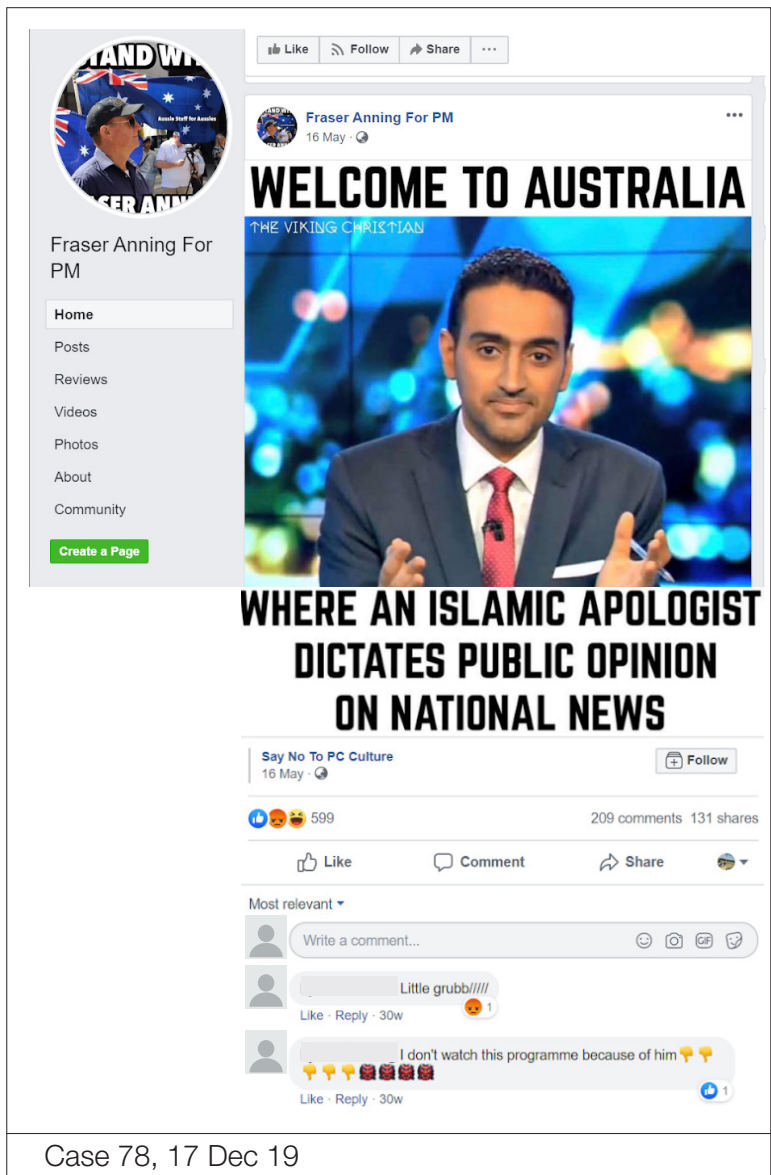 STAND WITH
Aussie Stuff for Aussies
FRASER ANNING
Fraser Anning For
PM
Home
Posts
Reviews
Videos
Photos
About
Community
Create a Page
Like Follow Share ...
Fraser Anning For PM
16 May ·
WELCOME TO AUSTRALIA
THE VIKING CHRISTIAN
WHERE AN ISLAMIC APOLOGIST
DICTATES PUBLIC OPINION
ON NATIONAL NEWS
Say No To PC Culture
16 May ·
Follow
599 209 comments 131 shares
Like Comment Share
Most relevant
Write a comment...
GIF
Little grubb/////
1
Like · Reply · 30w
I don't watch this programme because of him👎👎
👎👎👎👹👹👹👹
1
Like · Reply · 30w
Case 78, 17 Dec 19